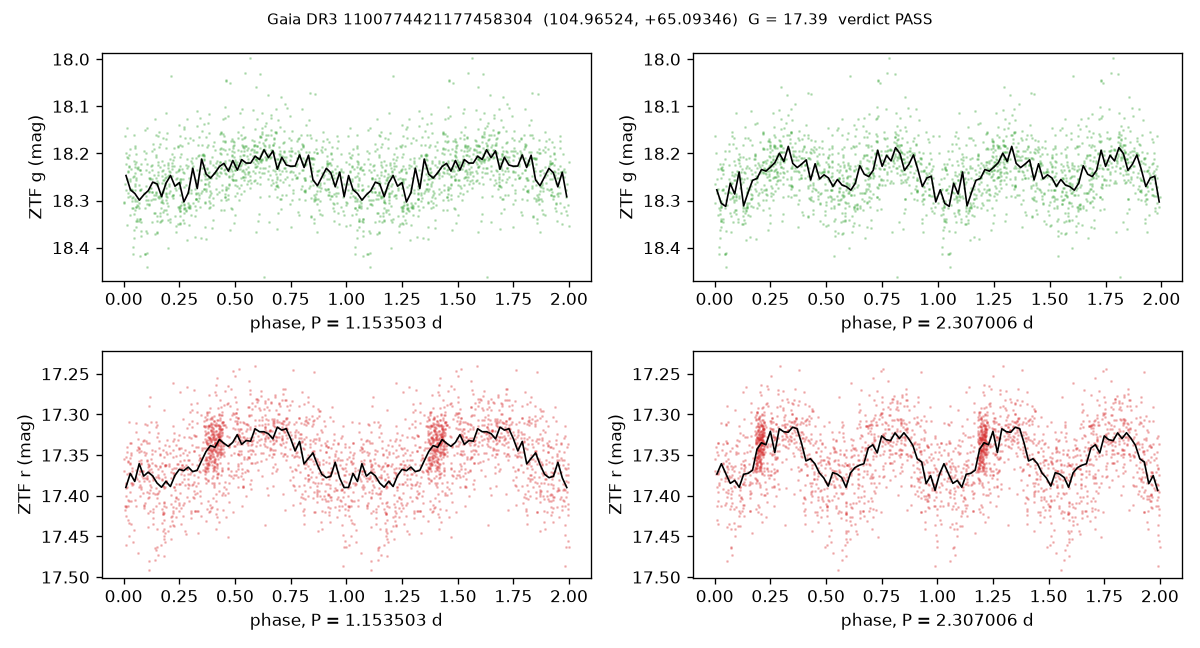 Gaia DR3 1100774421177458304 (104.96524, +65.09346) G = 17.39 verdict PASS
ZTF g (mag)
18.0
18.1
18.2
18.3
18.4
0.00 0.25 0.50 0.75 1.00 1.25 1.50 1.75 2.00
phase, P = 1.153503 d
ZTF g (mag)
18.0
18.1
18.2
18.3
18.4
0.00 0.25 0.50 0.75 1.00 1.25 1.50 1.75 2.00
phase, P = 2.307006 d
ZTF r (mag)
17.25
17.30
17.35
17.40
17.45
17.50
0.00 0.25 0.50 0.75 1.00 1.25 1.50 1.75 2.00
phase, P = 1.153503 d
ZTF r (mag)
17.25
17.30
17.35
17.40
17.45
17.50
0.00 0.25 0.50 0.75 1.00 1.25 1.50 1.75 2.00
phase, P = 2.307006 d